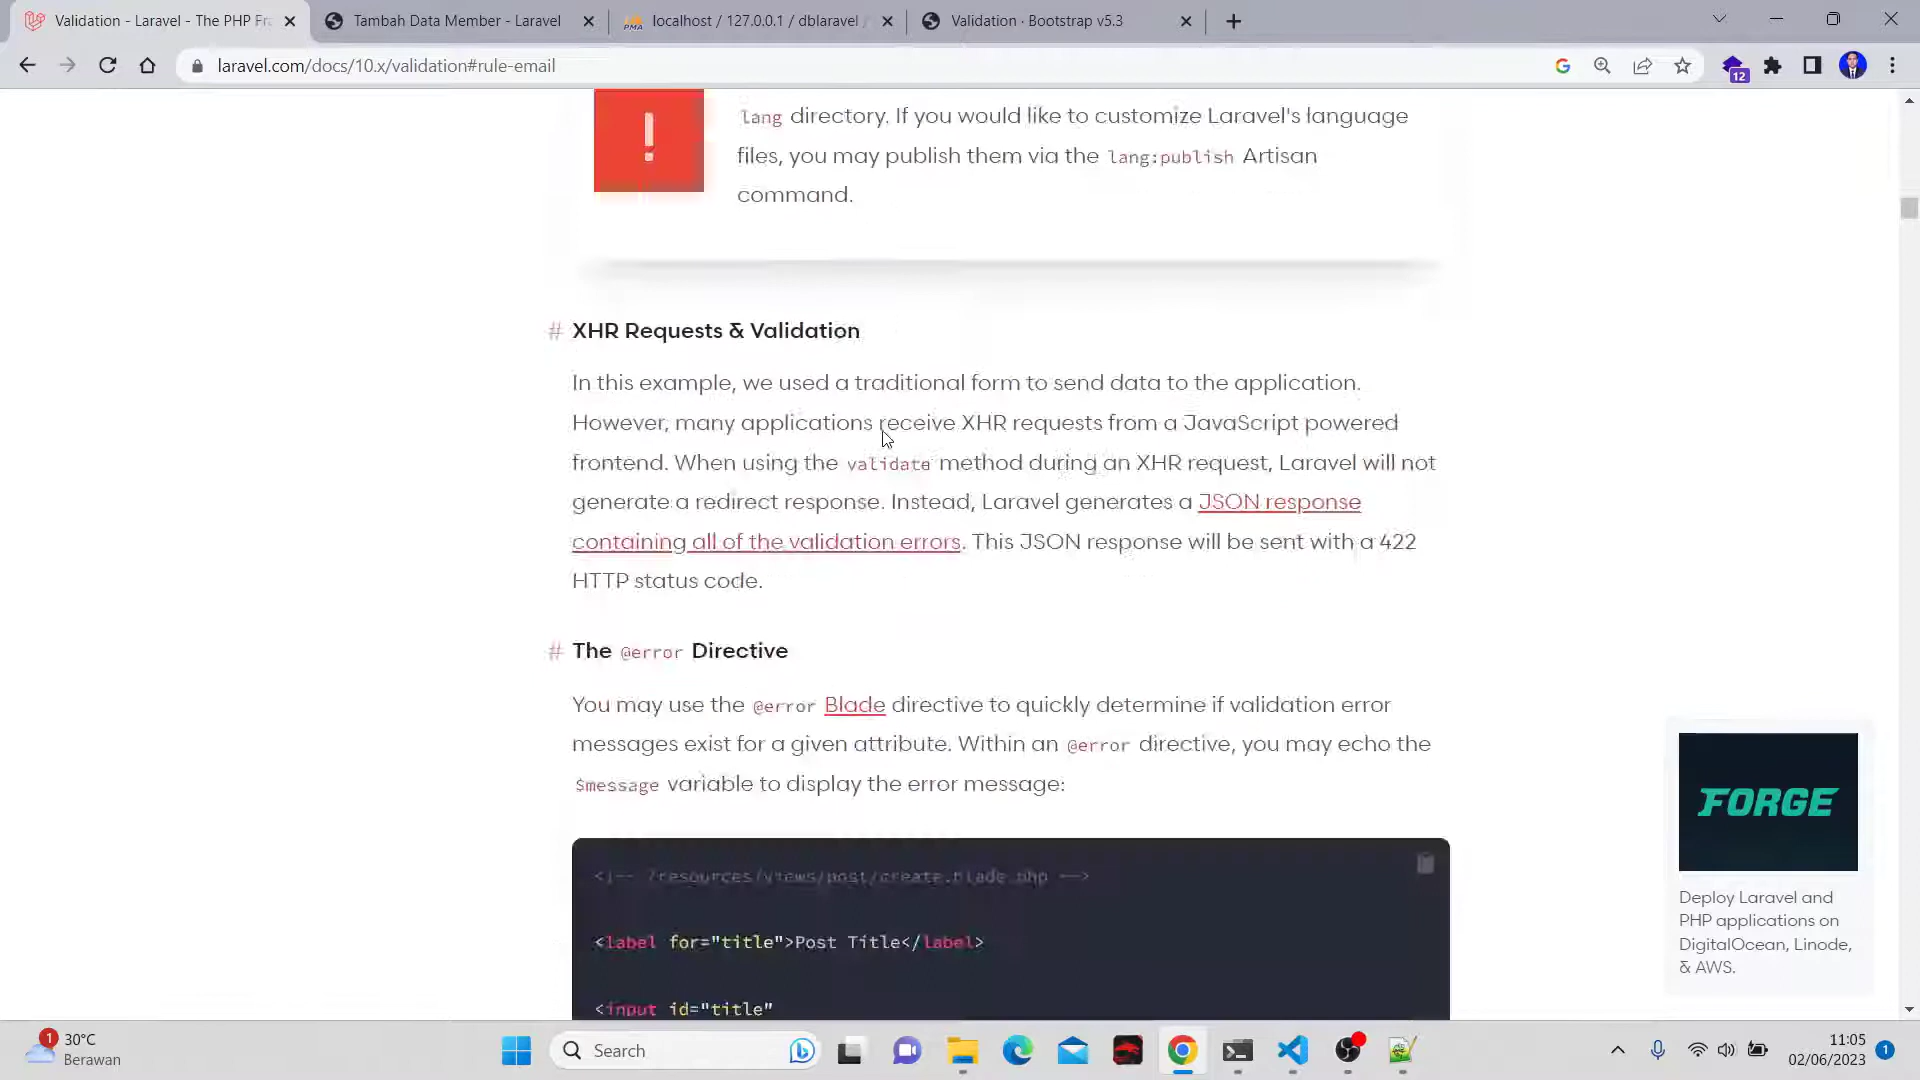 Validation - Laravel - The PHP Fra
Tambah Data Member - Laravel
PMA localhost / 127.0.0.1 / dblaravel /
Validation · Bootstrap v5.3
laravel.com/docs/10.x/validation#rule-email
12
! lang directory. If you would like to customize Laravel's language
files, you may publish them via the lang:publish Artisan
command.
# XHR Requests & Validation
In this example, we used a traditional form to send data to the application.
However, many applications receive XHR requests from a JavaScript powered
frontend. When using the validate method during an XHR request, Laravel will not
generate a redirect response. Instead, Laravel generates a JSON response
containing all of the validation errors. This JSON response will be sent with a 422
HTTP status code.
# The @error Directive
You may use the @error Blade directive to quickly determine if validation error
messages exist for a given attribute. Within an @error directive, you may echo the
$message variable to display the error message:
<!-- /resources/views/post/create.blade.php -->
<label for="title">Post Title</label>
<input id="title"
FORGE
Deploy Laravel and
PHP applications on
DigitalOcean, Linode,
& AWS.
1
30°C
Berawan
Search
11:05
02/06/2023
1